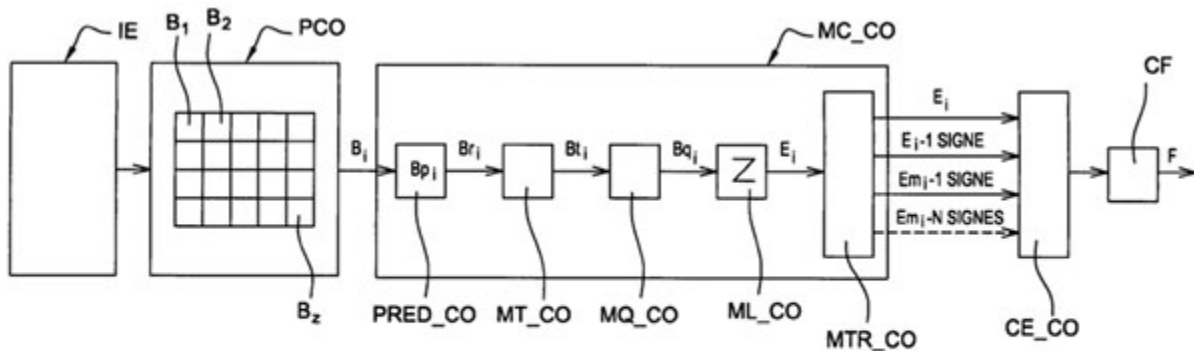 IE
B1
B2
PCO
MC_CO
CF
Bi
Bpi
Bri
Bti
Bqi
Z
Ei
Ei
Ei-1 SIGNE
Emi-1 SIGNE
Emi-N SIGNES
F
Bz
PRED_CO
MT_CO
MQ_CO
ML_CO
MTR_CO
CE_CO